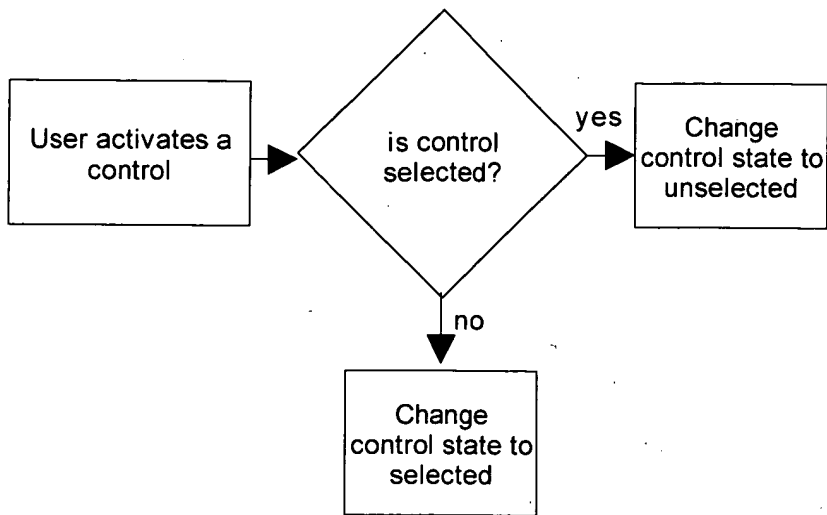 User activates a
control
is control
selected?
yes
Change
control state to
unselected
no
Change
control state to
selected